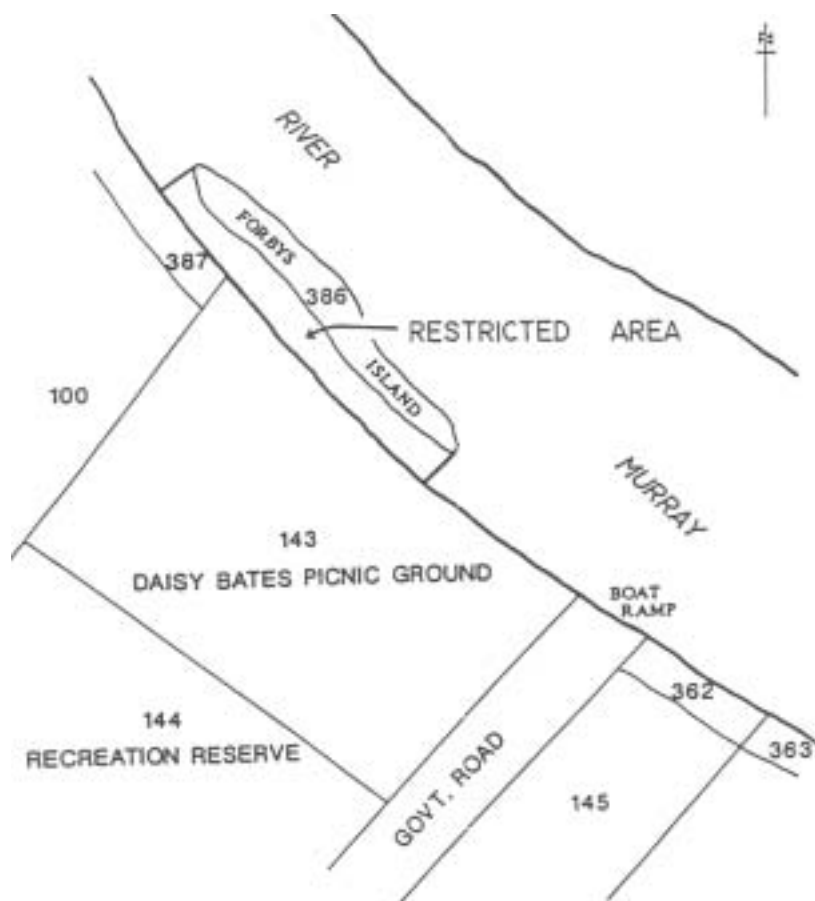 N
RIVER
FORBYS
387
386
RESTRICTED AREA
100
ISLAND
MURRAY
143
DAISY BATES PICNIC GROUND
BOAT
RAMP
362
144
RECREATION RESERVE
363
GOVT. ROAD
145